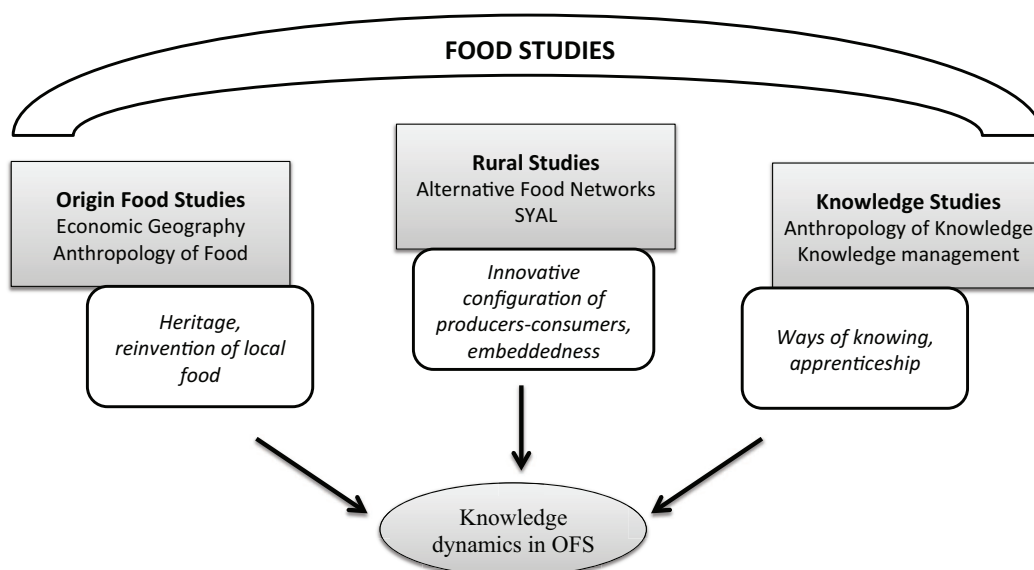 FOOD STUDIES
Origin Food Studies
Economic Geography
Anthropology of Food
Heritage,
reinvention of local
food
Rural Studies
Alternative Food Networks
SYAL
Innovative
configuration of
producers-consumers,
embeddedness
Knowledge Studies
Anthropology of Knowledge
Knowledge management
Ways of knowing,
apprenticeship
Knowledge
dynamics in OFS